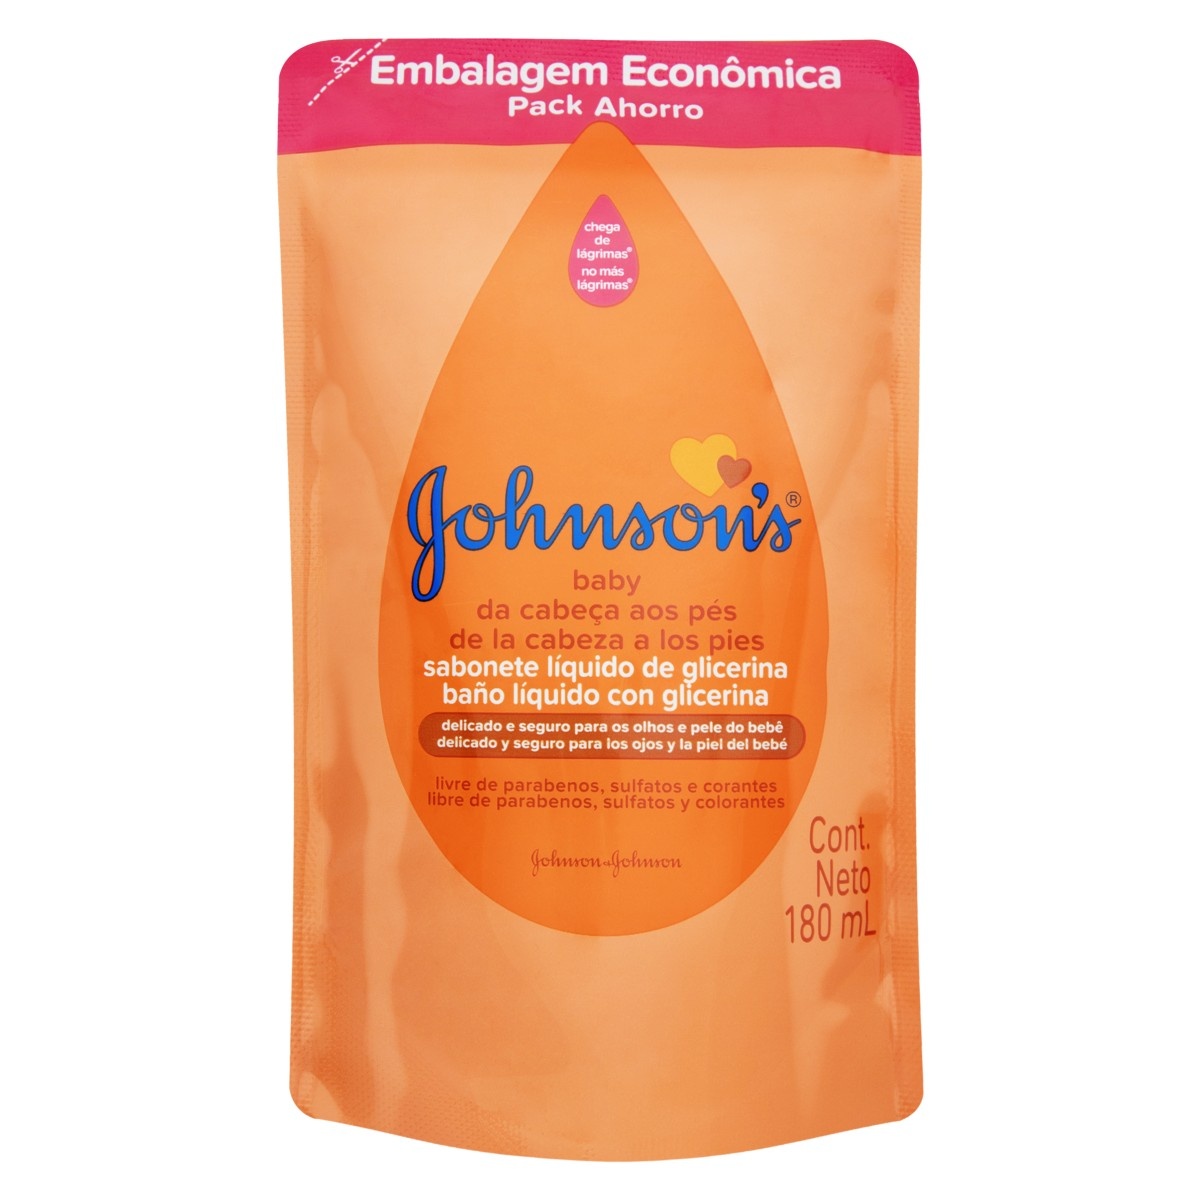 Embalagem Econômica
Pack Ahorro
chega
de
lágrimas®
no más
lágrimas®
Johnson's®
baby
da cabeça aos pés
de la cabeza a los pies
sabonete líquido de glicerina
baño líquido con glicerina
delicado e seguro para os olhos e pele do bebê
delicado y seguro para los ojos y la piel del bebé
livre de parabenos, sulfatos e corantes
libre de parabenos, sulfatos y colorantes
Johnson & Johnson
Cont.
Neto
180 mL